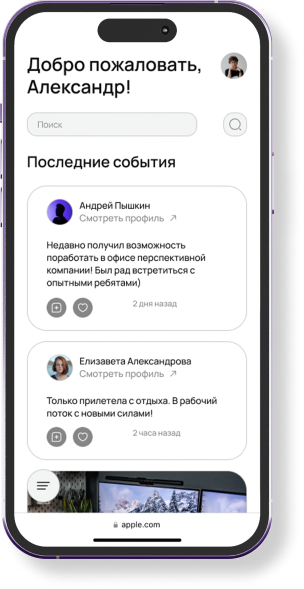 Добро пожаловать,
Александр!
Поиск
Последние события
Андрей Пышкин
Смотреть профиль
Недавно получил возможность
поработать в офисе перспективной
компании! Был рад встретиться с
опытными ребятами)
2 дня назад
Елизавета Александрова
Смотреть профиль
Только прилетела с отдыха. В рабочий
поток с новыми силами!
2 часа назад
apple.com